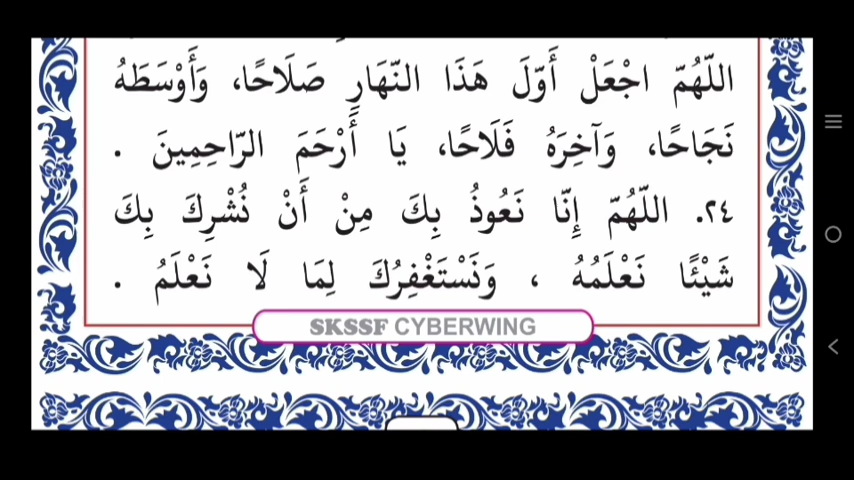 اللّهُمّ اجْعَلْ أَوّلَ هَذَا النّهَارِ صَلَاحًا، وَأَوْسَطَهُ
نَجَاحًا، وَآخِرَهُ فَلَاحًا، يَا أَرْحَمَ الرّاحِمِينَ .
٢٤. اللّهُمّ إِنّا نَعُوذُ بِكَ مِنْ أَنْ نُشْرِكَ بِكَ
شَيْئًا نَعْلَمُهُ ، وَنَسْتَغْفِرُكَ لِمَا لَا نَعْلَمُ .
SKSSF CYBERWING